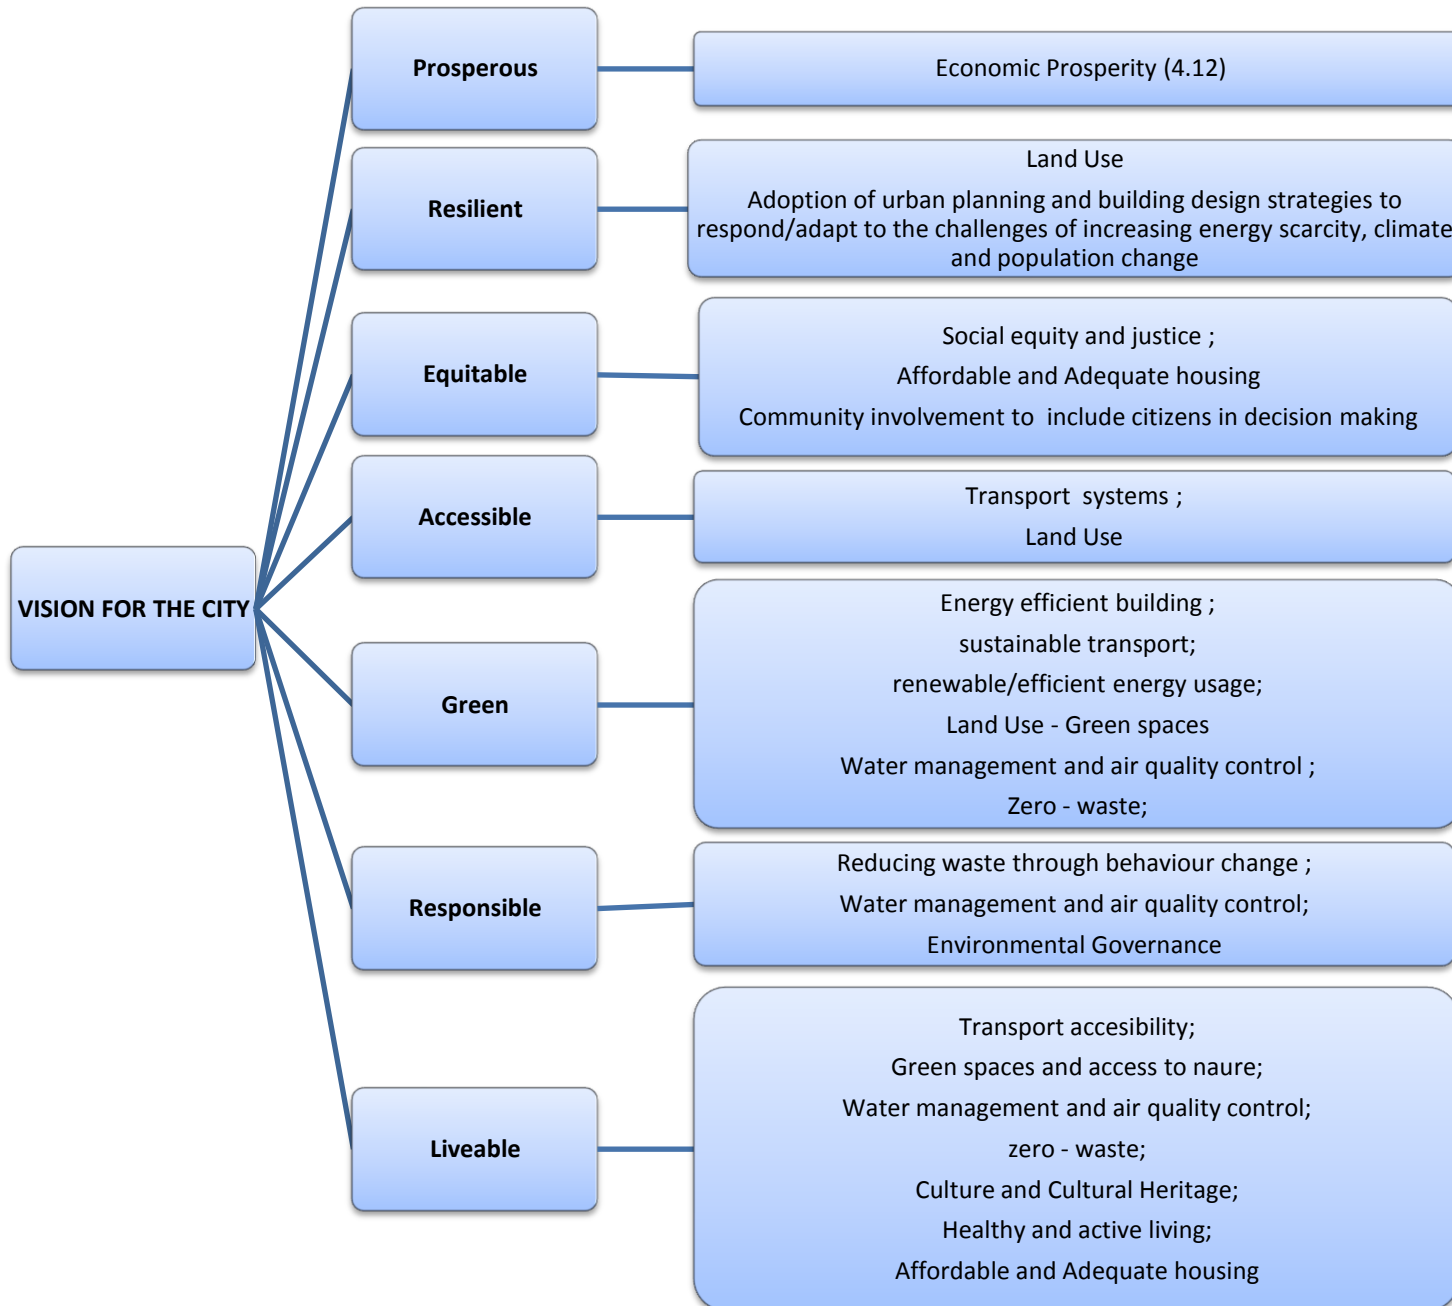 VISION FOR THE CITY
Prosperous
Economic Prosperity (4.12)
Resilient
Land Use
Adoption of urban planning and building design strategies to
respond/adapt to the challenges of increasing energy scarcity, climate
and population change
Equitable
Social equity and justice ;
Affordable and Adequate housing
Community involvement to  include citizens in decision making
Accessible
Transport  systems ;
Land Use
Green
Energy efficient building ;
sustainable transport;
renewable/efficient energy usage;
Land Use - Green spaces
Water management and air quality control ;
Zero - waste;
Responsible
Reducing waste through behaviour change ;
Water management and air quality control;
Environmental Governance
Liveable
Transport accesibility;
Green spaces and access to naure;
Water management and air quality control;
zero - waste;
Culture and Cultural Heritage;
Healthy and active living;
Affordable and Adequate housing